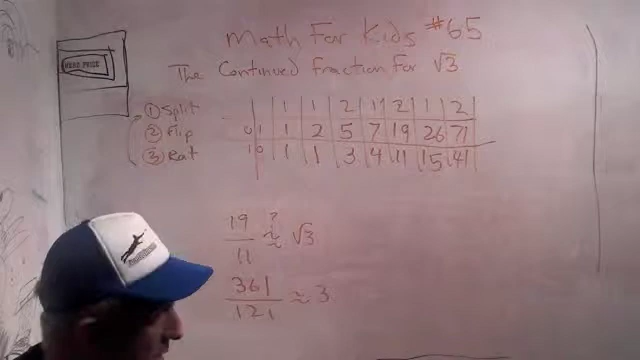 Math For Kids #65
The Continued Fraction For √3
NERD PRIZE
① Split
② Flip
③ Rat
1 1 2 1 2 1 2
0 1 1 2 5 7 19 26 71
1 0 1 1 3 4 11 15 41
19/11 ≈? √3
361/121 ≈ 3